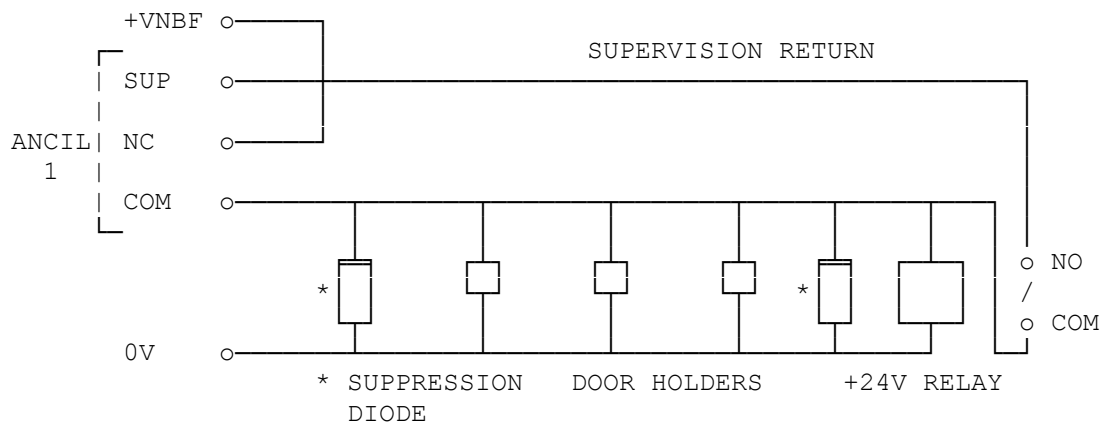 +VNBF
SUPERVISION RETURN
SUP
ANCIL NC
1
COM
* * NO
COM
0V
* SUPPRESSION DOOR HOLDERS +24V RELAY
DIODE